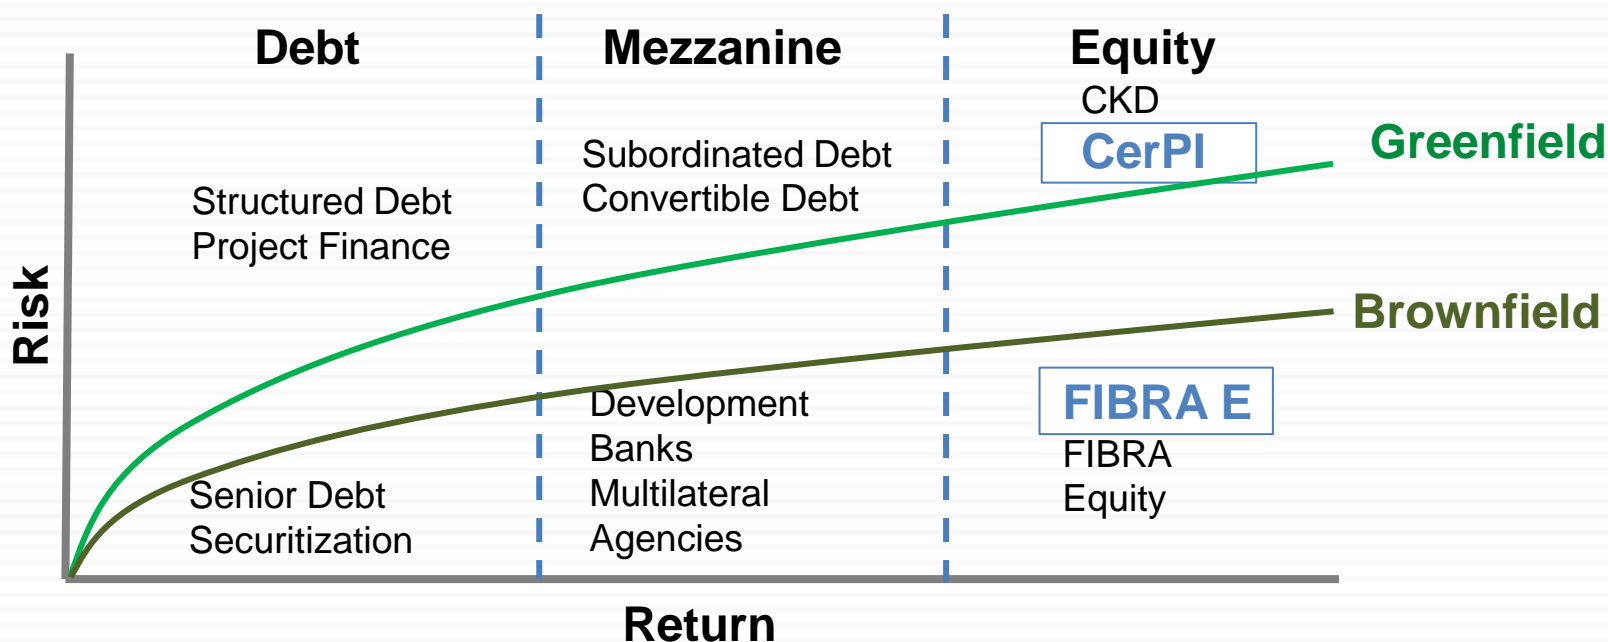 Debt
Mezzanine
Equity
CKD
CerPI
Greenfield
Subordinated Debt
Convertible Debt
Structured Debt
Project Finance
Risk
Brownfield
Development
Banks
Multilateral
Agencies
FIBRA E
FIBRA
Equity
Senior Debt
Securitization
Return